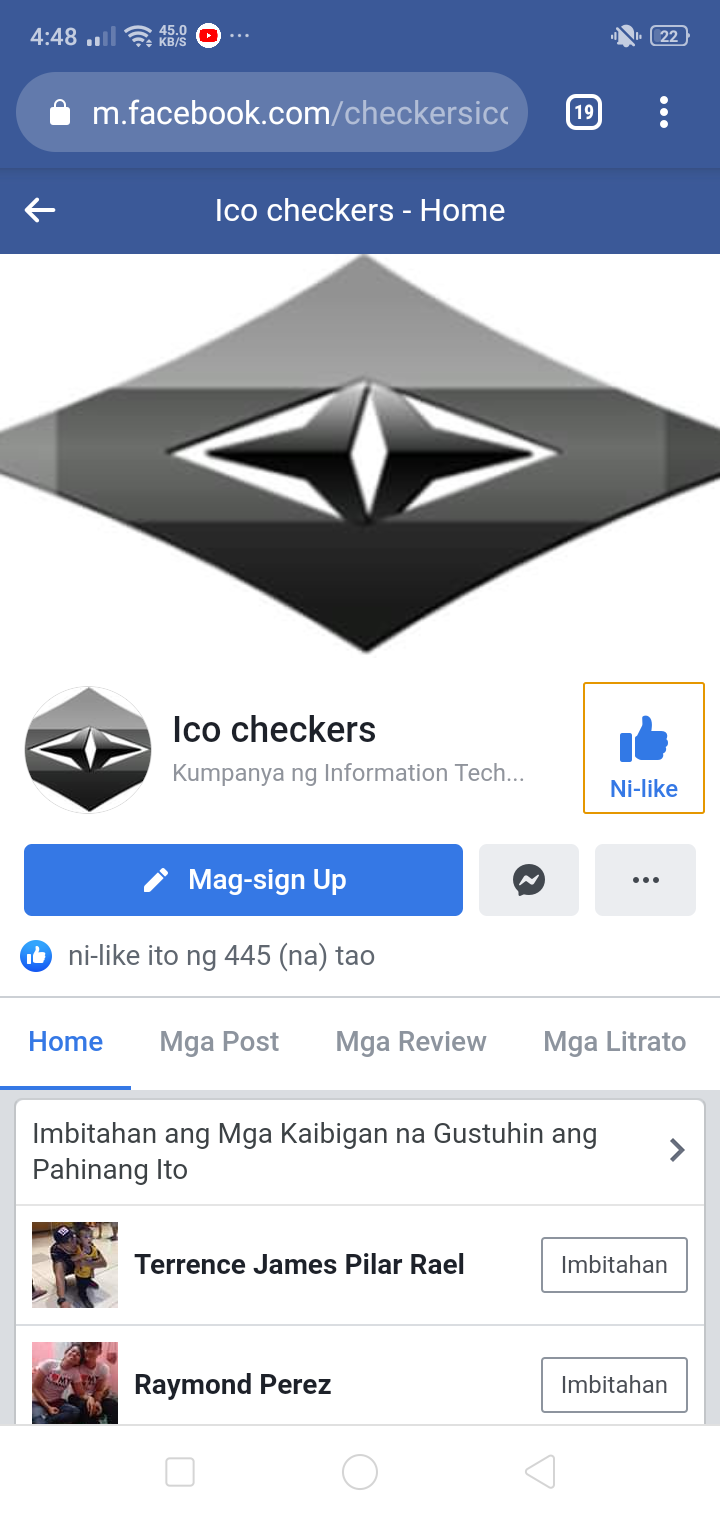 4:48
45.0
KB/S
22
m.facebook.com/checkersico
19
Ico checkers - Home
Ico checkers
Kumpanya ng Information Tech...
Ni-like
Mag-sign Up
ni-like ito ng 445 (na) tao
Home Mga Post Mga Review Mga Litrato
Imbitahan ang Mga Kaibigan na Gustuhin ang
Pahinang Ito
Terrence James Pilar Rael
Imbitahan
Raymond Perez
Imbitahan